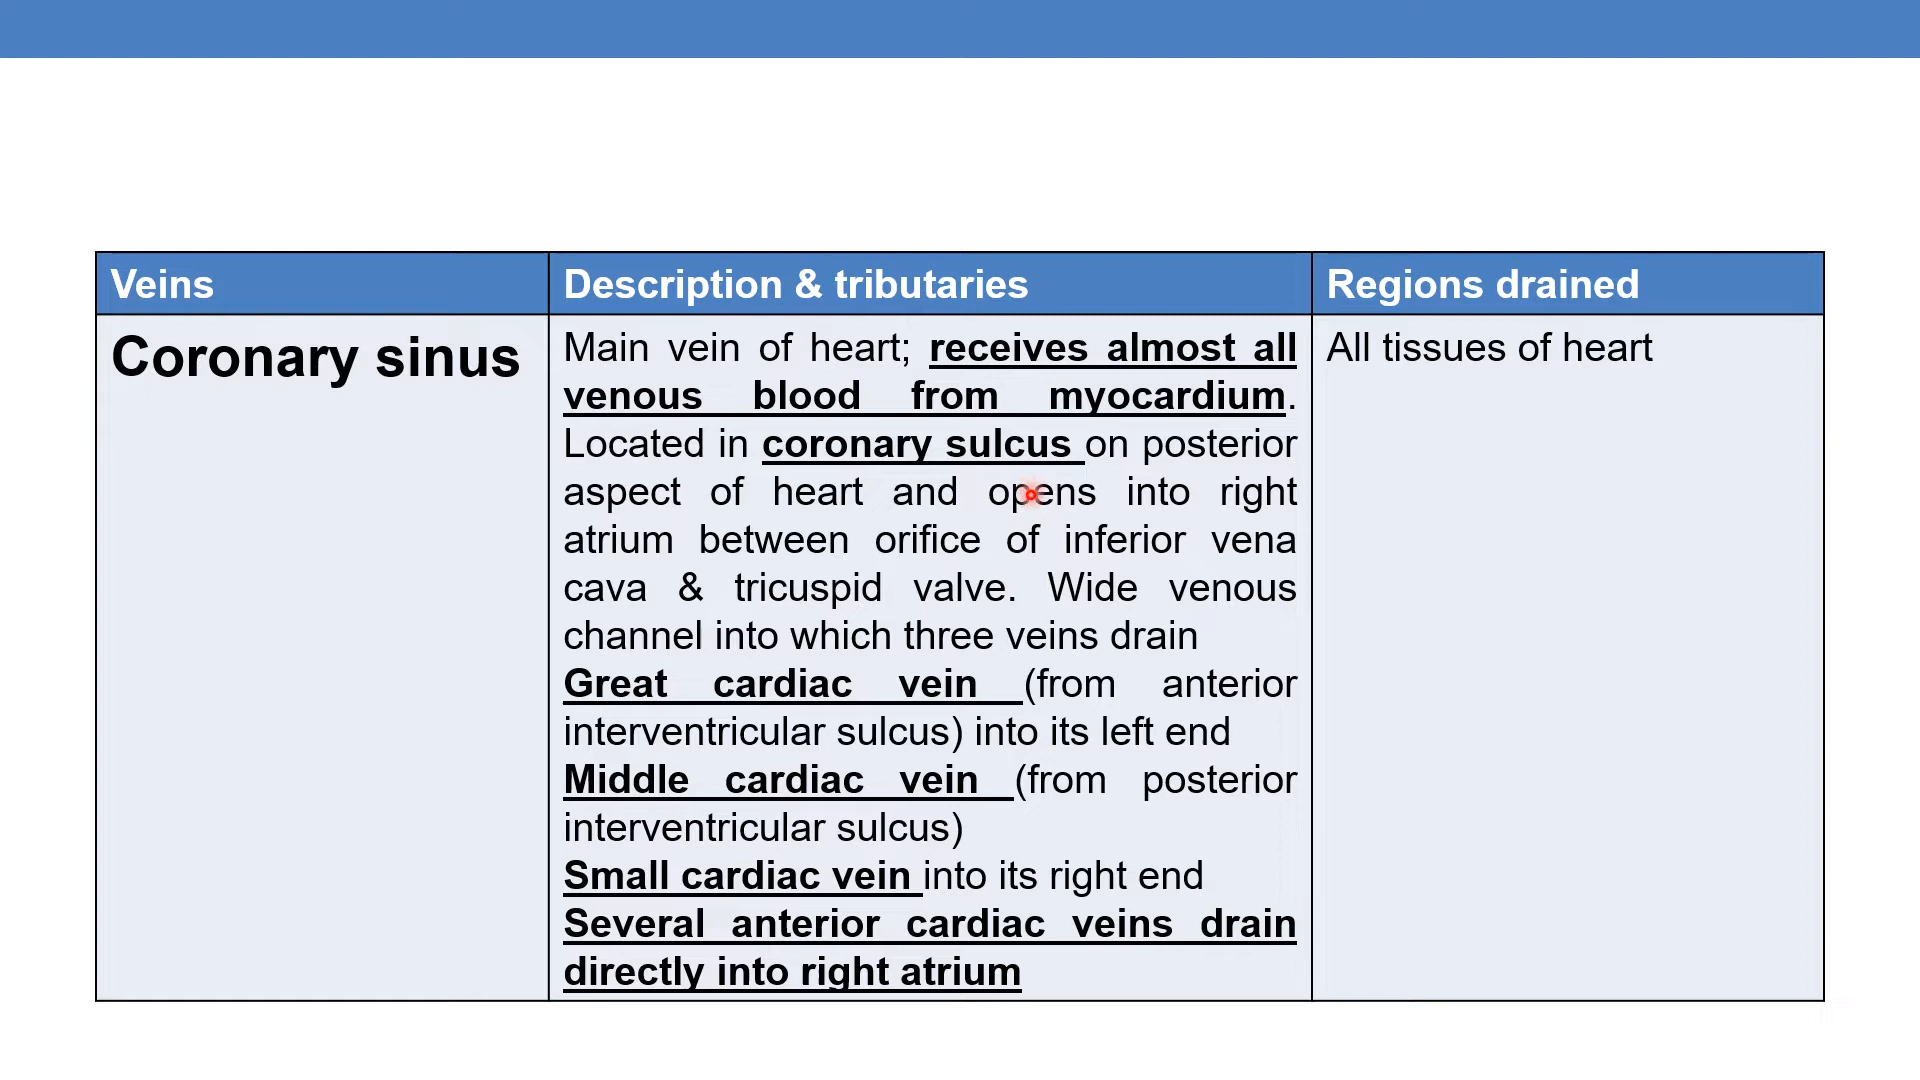 Veins
Description & tributaries
Regions drained
Coronary sinus
Main vein of heart; receives almost all
venous blood from myocardium.
Located in coronary sulcus on posterior
aspect of heart and opens into right
atrium between orifice of inferior vena
cava & tricuspid valve. Wide venous
channel into which three veins drain
Great cardiac vein (from anterior
interventricular sulcus) into its left end
Middle cardiac vein (from posterior
interventricular sulcus)
Small cardiac vein into its right end
Several anterior cardiac veins drain
directly into right atrium
All tissues of heart